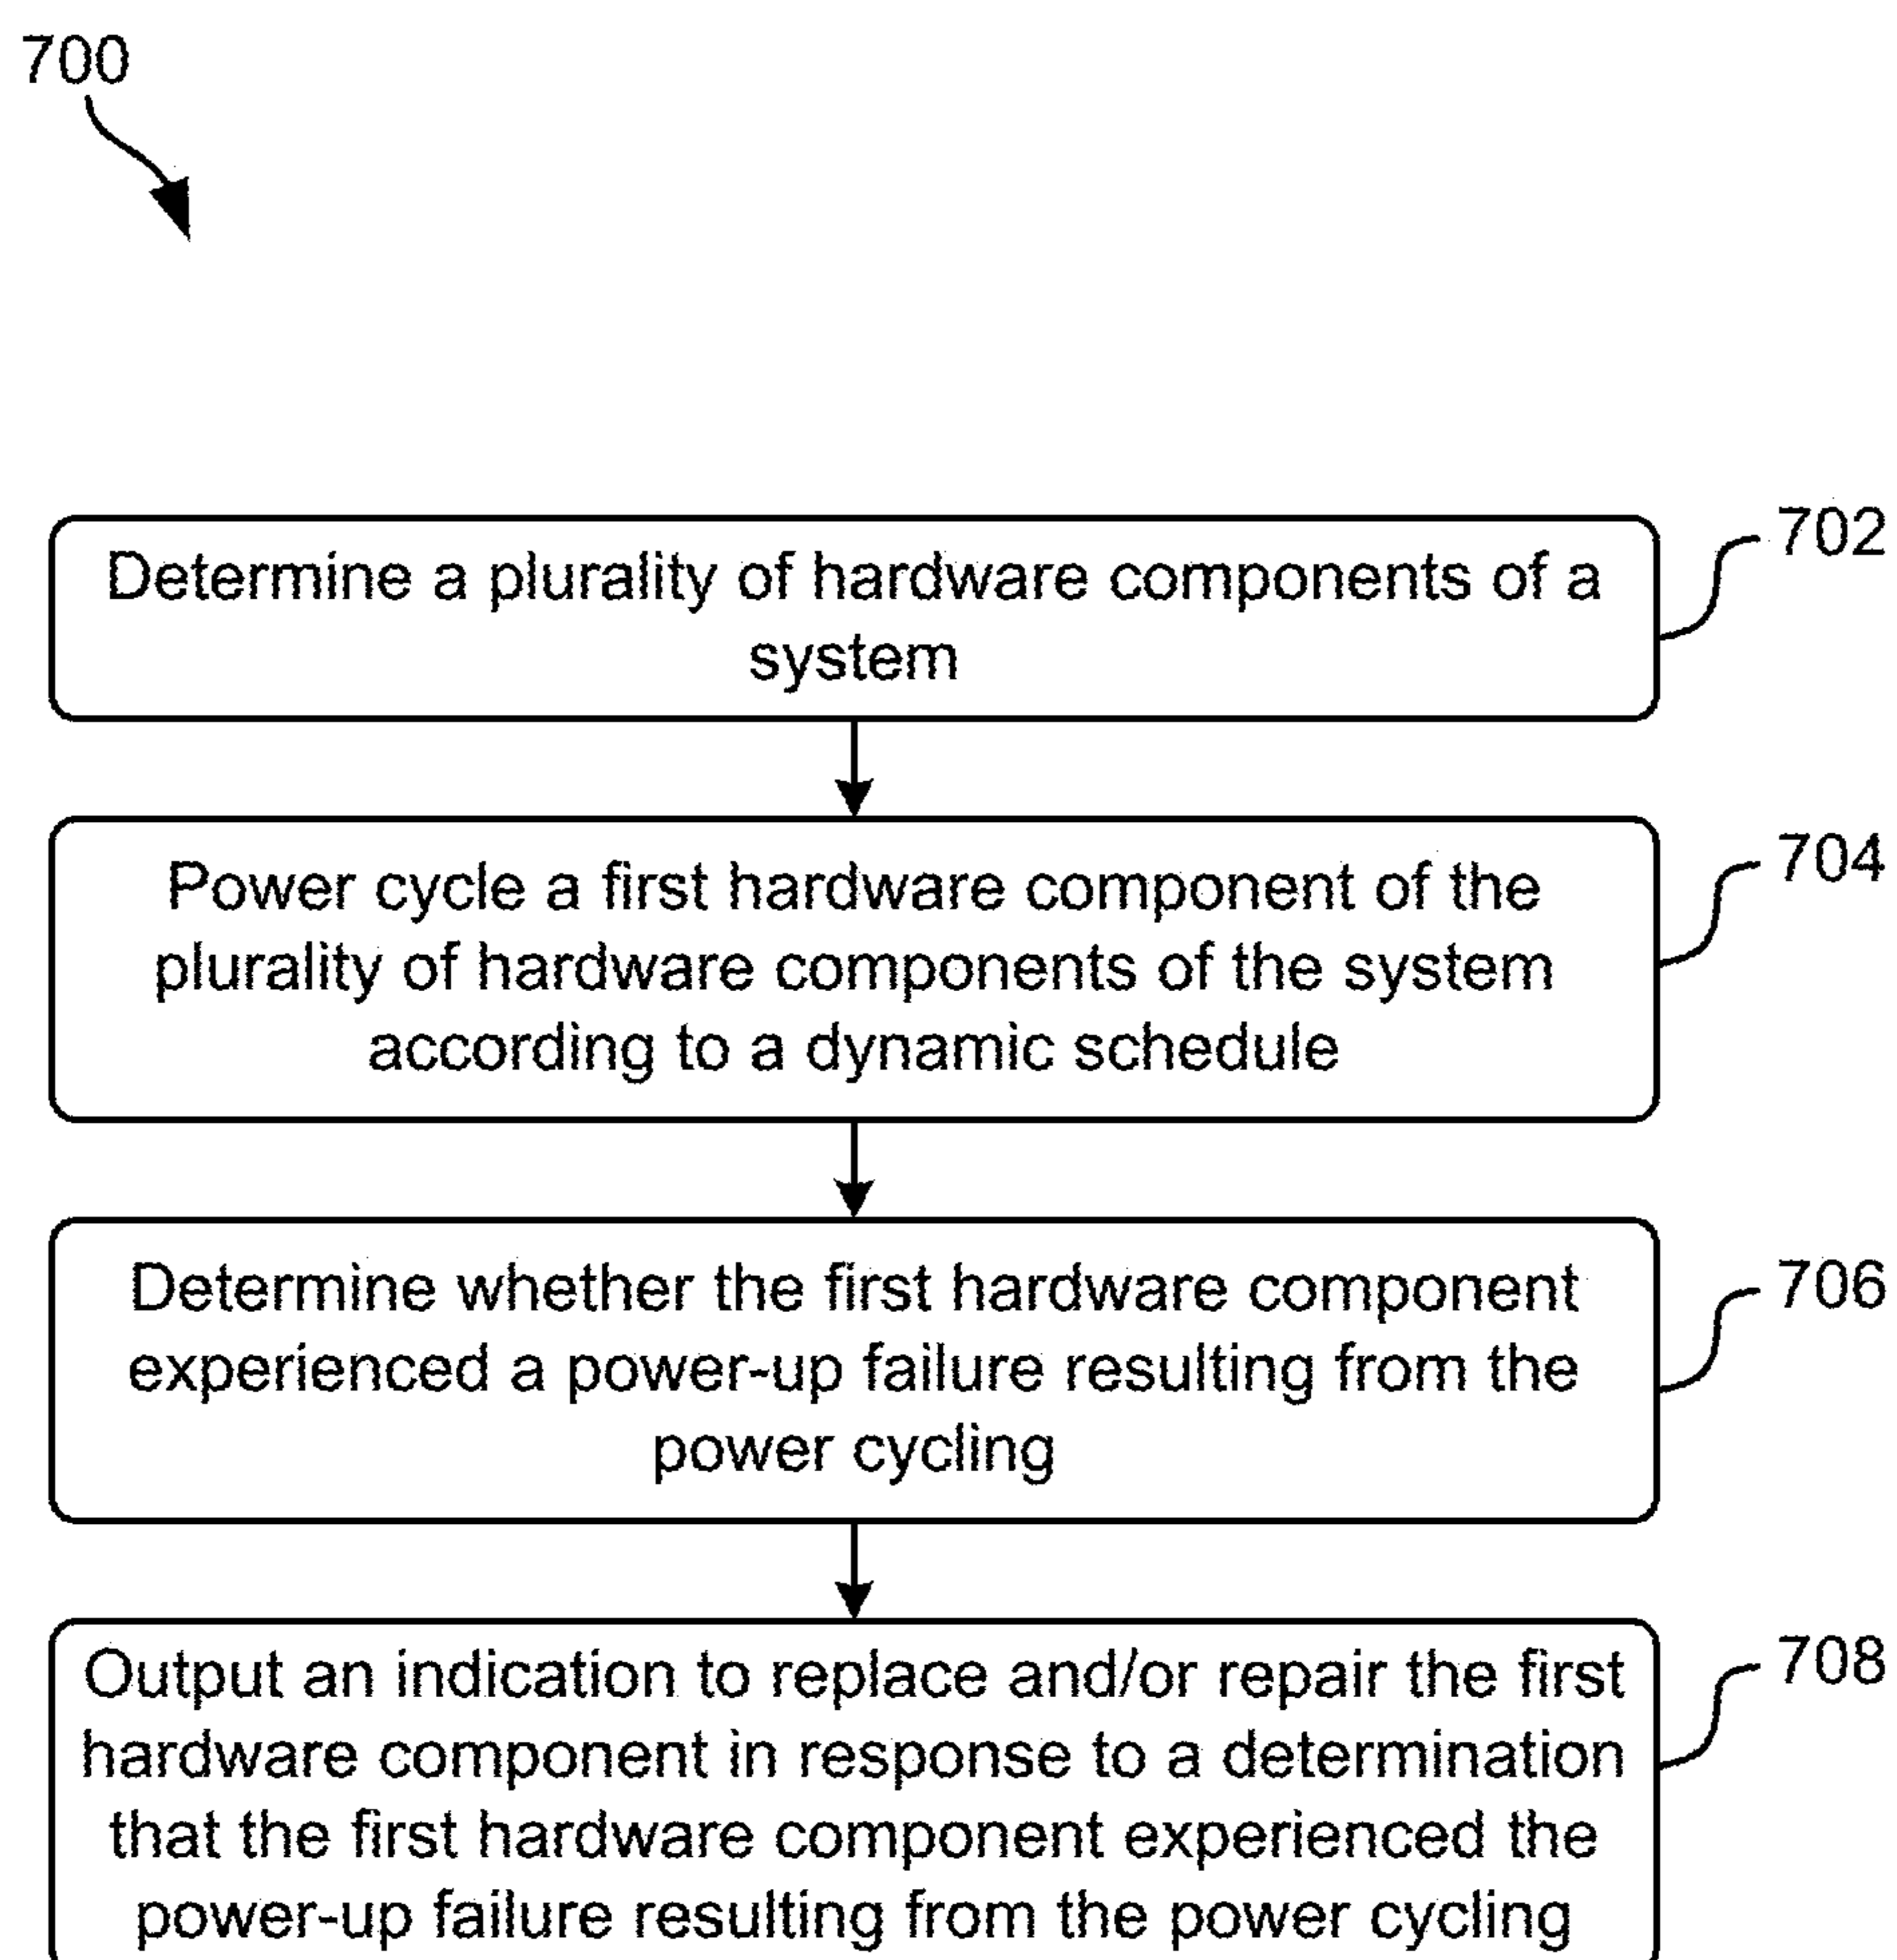 700
702
Determine a plurality of hardware components of a
system
704
Power cycle a first hardware component of the
plurality of hardware components of the system
according to a dynamic schedule
706
Determine whether the first hardware component
experienced a power-up failure resulting from the
power cycling
708
Output an indication to replace and/or repair the first
hardware component in response to a determination
that the first hardware component experienced the
power-up failure resulting from the power cycling